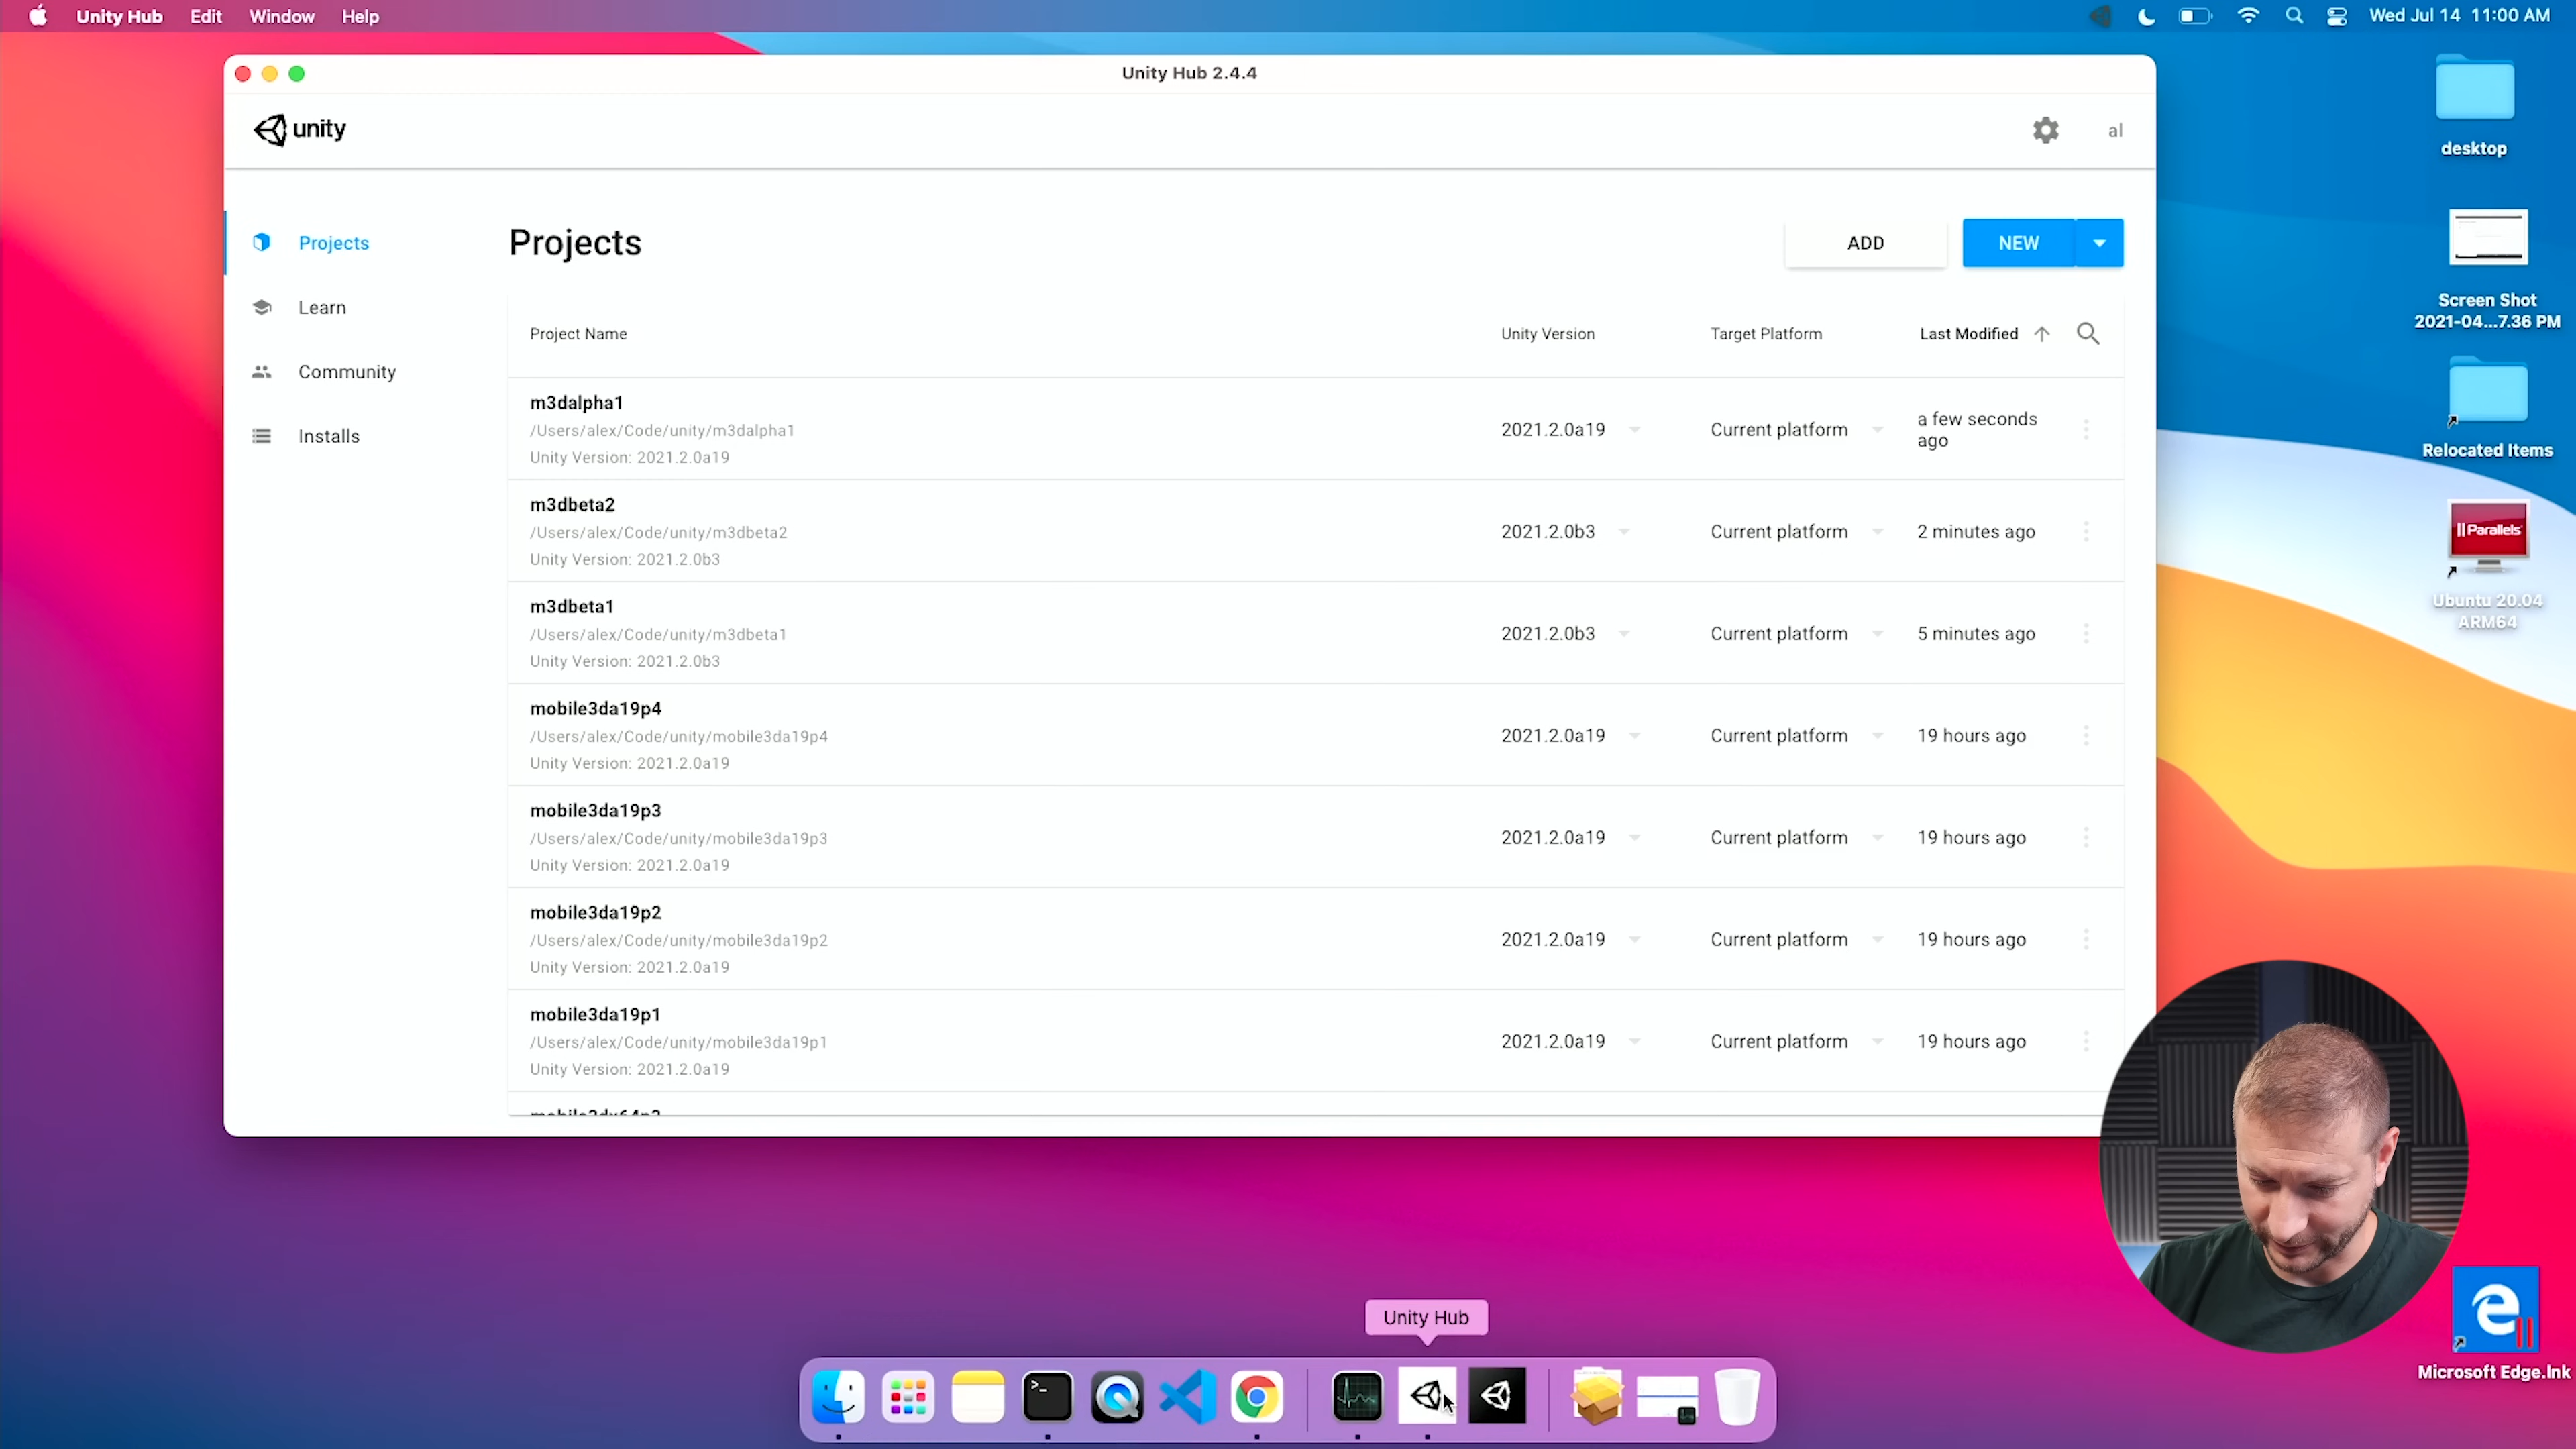 Unity Hub Edit Window Help
Wed Jul 14 11:00 AM
Unity Hub 2.4.4
unity
al
Projects
Learn
Community
Installs
Projects
ADD
NEW
Project Name Unity Version Target Platform Last Modified
m3dalpha1
/Users/alex/Code/unity/m3dalpha1
Unity Version: 2021.2.0a19
2021.2.0a19
Current platform
a few seconds
ago
m3dbeta2
/Users/alex/Code/unity/m3dbeta2
Unity Version: 2021.2.0b3
2021.2.0b3
Current platform
2 minutes ago
m3dbeta1
/Users/alex/Code/unity/m3dbeta1
Unity Version: 2021.2.0b3
2021.2.0b3
Current platform
5 minutes ago
mobile3da19p4
/Users/alex/Code/unity/mobile3da19p4
Unity Version: 2021.2.0a19
2021.2.0a19
Current platform
19 hours ago
mobile3da19p3
/Users/alex/Code/unity/mobile3da19p3
Unity Version: 2021.2.0a19
2021.2.0a19
Current platform
19 hours ago
mobile3da19p2
/Users/alex/Code/unity/mobile3da19p2
Unity Version: 2021.2.0a19
2021.2.0a19
Current platform
19 hours ago
mobile3da19p1
/Users/alex/Code/unity/mobile3da19p1
Unity Version: 2021.2.0a19
2021.2.0a19
Current platform
19 hours ago
desktop
Screen Shot
2021-04...7.36 PM
Relocated Items
Parallels
Ubuntu 20.04
ARM64
Microsoft Edge.lnk
Unity Hub